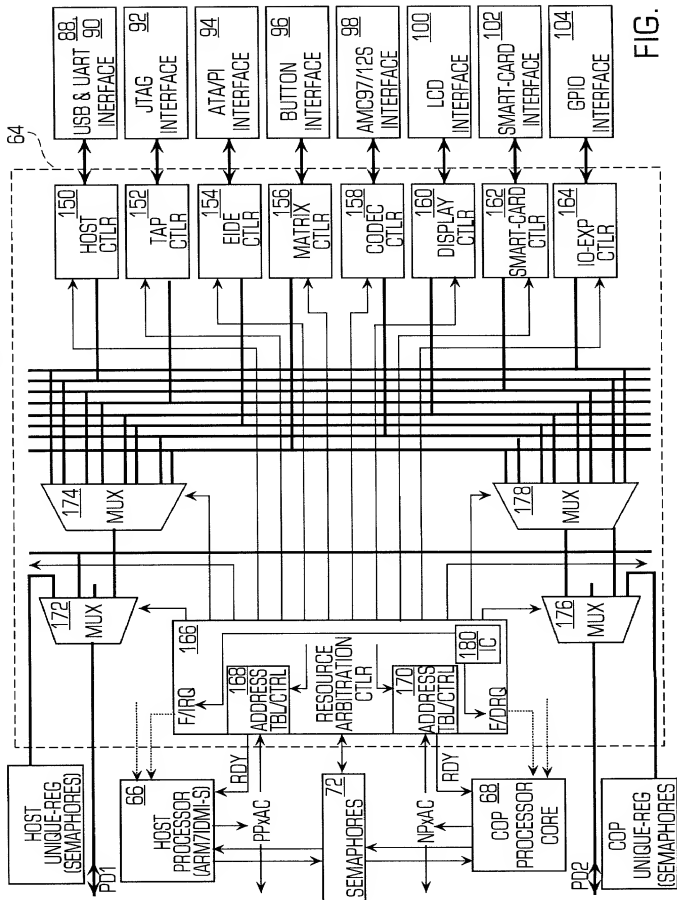 64
88, 90
USB & UART
INERFACE
92
JTAG
INTERFACE
94
ATA/PI
INTERFACE
96
BUTTON
INTERFACE
98
AMC97/12S
INTERFACE
100
LCD
INTERFACE
102
SMART-CARD
INTERFACE
104
GPIO
INTERFACE
FIG.
150
HOST
CTLR
152
TAP
CTLR
154
EIDE
CTLR
156
MATRIX
CTLR
158
CODEC
CTLR
160
DISPLAY
CTLR
162
SMART-CARD
CTLR
164
IO-EXP
CTLR
174
MUX
178
MUX
172
MUX
176
MUX
166
F/IRQ
168
ADDRESS
TBL/CTRL
RESOURCE
ARBITRATION
CTLR
170
ADDRESS
TBL/CTRL
180
IC
F/DRQ
RDY
PPxAC
NPxAC
RDY
HOST
UNIQUE-REG
(SEMAPHORES)
PD1
66
HOST
PROCESSOR
(ARM7IDMI-S)
72
SEMAPHORES
68
COP
PROCESSOR
CORE
PD2
COP
UNIQUE-REG
(SEMAPHORES)